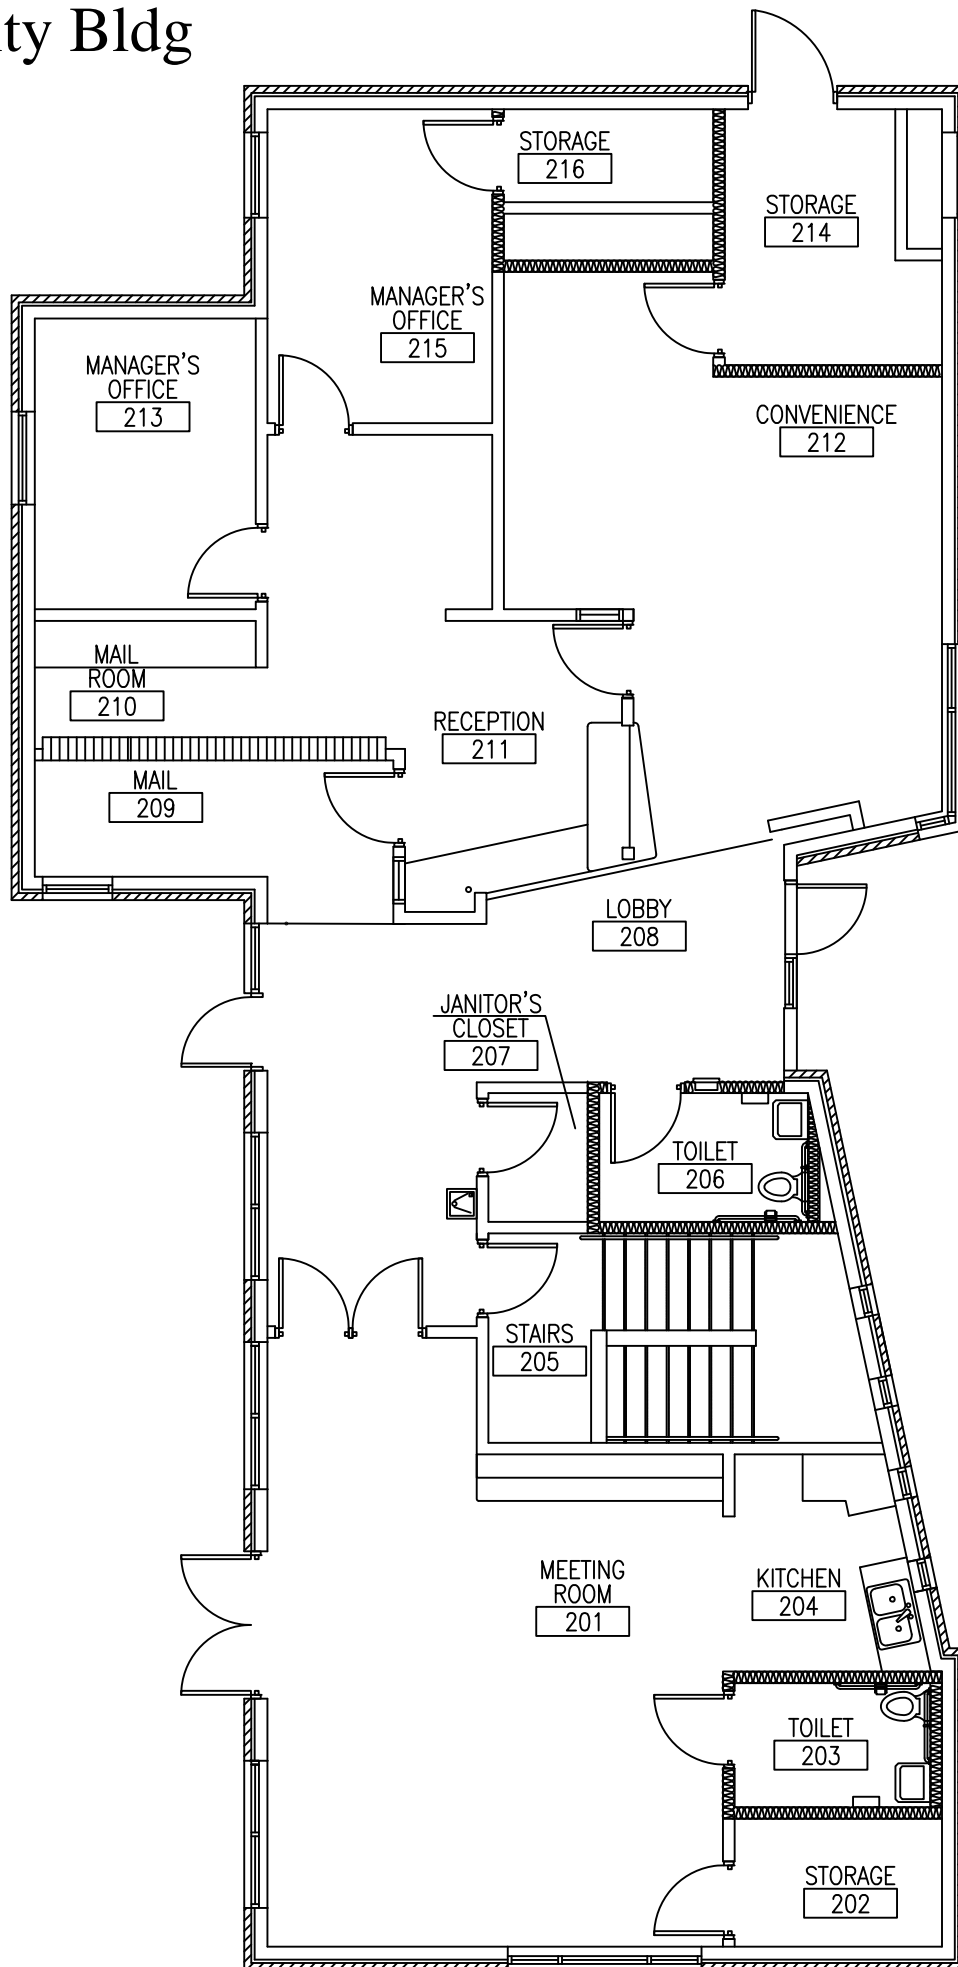 ity Bldg
STORAGE
216
STORAGE
214
MANAGER'S
OFFICE
215
MANAGER'S
OFFICE
213
CONVENIENCE
212
MAIL
ROOM
210
RECEPTION
211
MAIL
209
LOBBY
208
JANITOR'S
CLOSET
207
TOILET
206
STAIRS
205
MEETING
ROOM
201
KITCHEN
204
TOILET
203
STORAGE
202